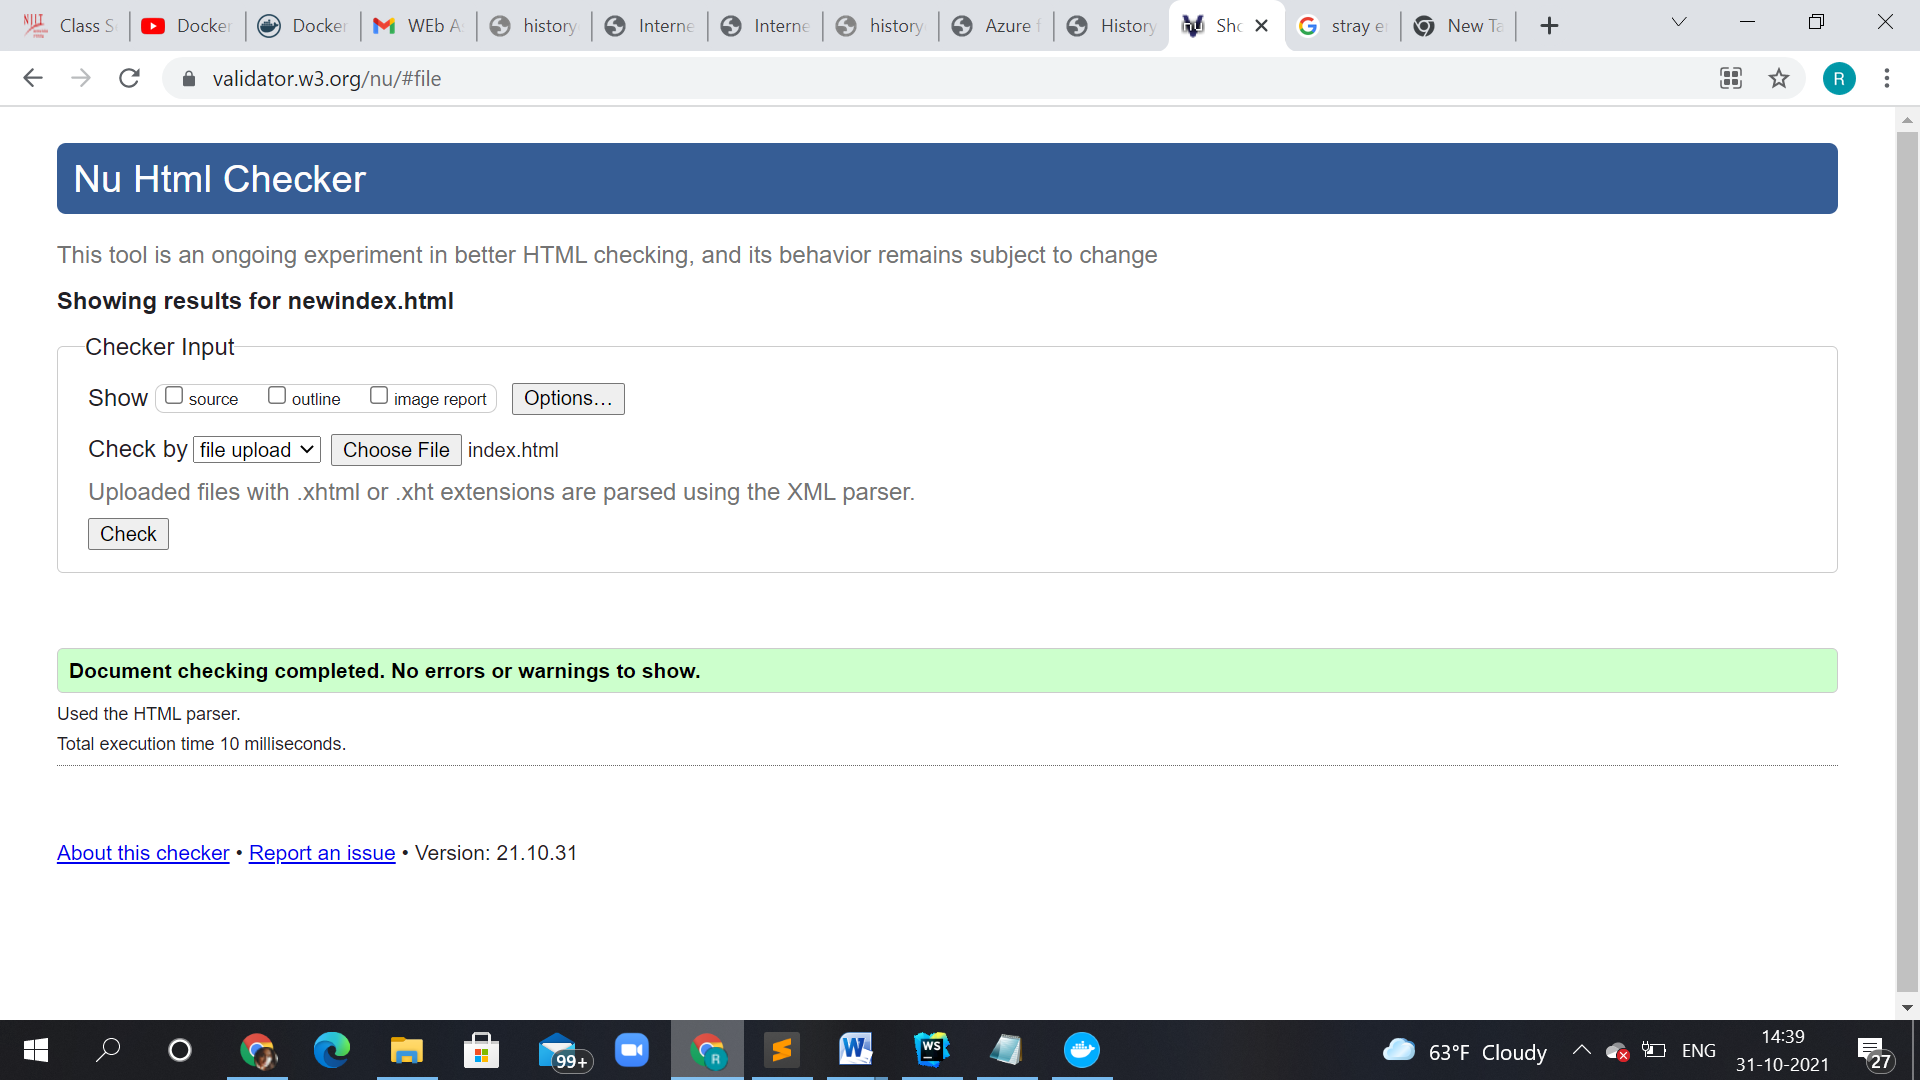 Class S
Docker
Docker
WEb A
history
Interne
Interne
history
Azure f
History
Sho
stray e
New Ta
validator.w3.org/nu/#file
R
Nu Html Checker
This tool is an ongoing experiment in better HTML checking, and its behavior remains subject to change
Showing results for newindex.html
Checker Input
Show source outline image report Options...
Check by file upload Choose File index.html
Uploaded files with .xhtml or .xht extensions are parsed using the XML parser.
Check
Document checking completed. No errors or warnings to show.
Used the HTML parser.
Total execution time 10 milliseconds.
About this checker • Report an issue • Version: 21.10.31
99+
R
W
WS
63°F Cloudy
ENG
14:39
31-10-2021
27